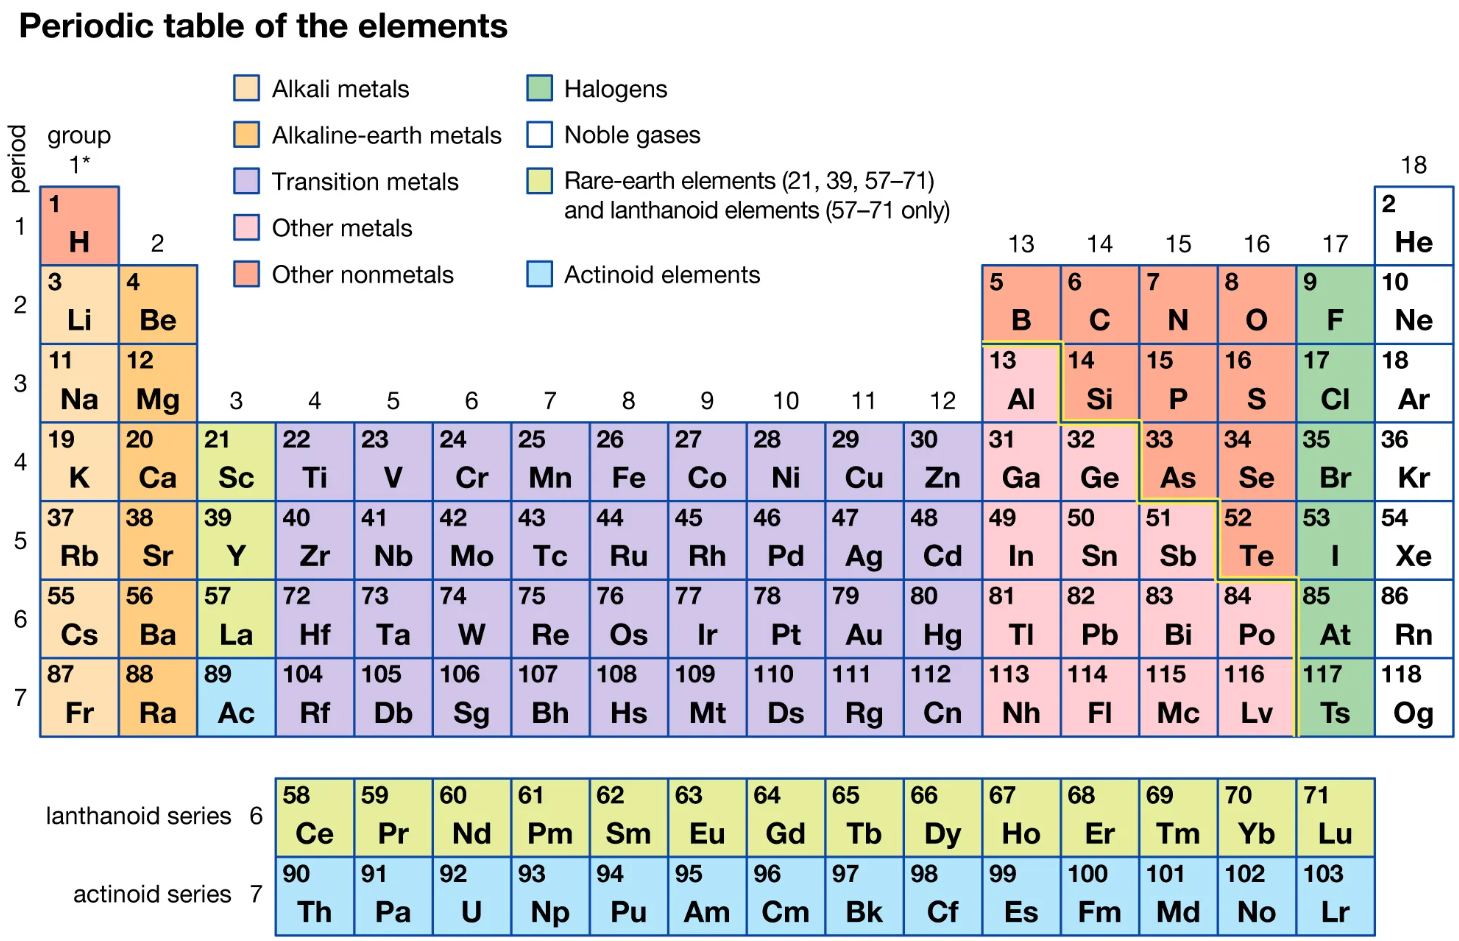 Periodic table of the elements
Alkali metals
Alkaline-earth metals
Transition metals
Other metals
Other nonmetals
Halogens
Noble gases
Rare-earth elements (21, 39, 57–71)
and lanthanoid elements (57–71 only)
Actinoid elements
period
group
1* 18
1 2
1 H 2 13 14 15 16 17 He
3 4 5 6 7 8 9 10
2 Li Be B C N O F Ne
11 12 13 14 15 16 17 18
3 Na Mg 3 4 5 6 7 8 9 10 11 12 Al Si P S Cl Ar
19 20 21 22 23 24 25 26 27 28 29 30 31 32 33 34 35 36
4 K Ca Sc Ti V Cr Mn Fe Co Ni Cu Zn Ga Ge As Se Br Kr
37 38 39 40 41 42 43 44 45 46 47 48 49 50 51 52 53 54
5 Rb Sr Y Zr Nb Mo Tc Ru Rh Pd Ag Cd In Sn Sb Te I Xe
55 56 57 72 73 74 75 76 77 78 79 80 81 82 83 84 85 86
6 Cs Ba La Hf Ta W Re Os Ir Pt Au Hg Tl Pb Bi Po At Rn
87 88 89 104 105 106 107 108 109 110 111 112 113 114 115 116 117 118
7 Fr Ra Ac Rf Db Sg Bh Hs Mt Ds Rg Cn Nh Fl Mc Lv Ts Og
58 59 60 61 62 63 64 65 66 67 68 69 70 71
lanthanoid series 6 Ce Pr Nd Pm Sm Eu Gd Tb Dy Ho Er Tm Yb Lu
90 91 92 93 94 95 96 97 98 99 100 101 102 103
actinoid series 7 Th Pa U Np Pu Am Cm Bk Cf Es Fm Md No Lr